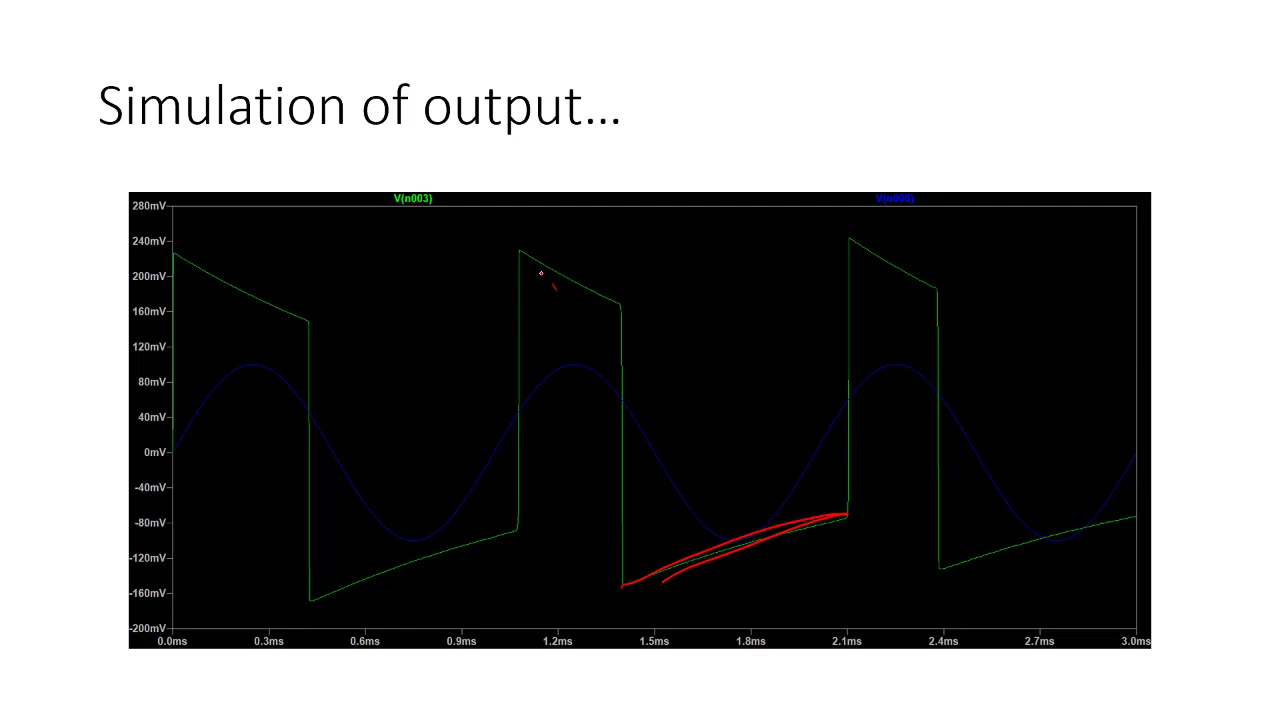 Simulation of output...
V(n003) V(n005)
280mV
240mV
200mV
160mV
120mV
80mV
40mV
0mV
-40mV
-80mV
-120mV
-160mV
-200mV
0.0ms 0.3ms 0.6ms 0.9ms 1.2ms 1.5ms 1.8ms 2.1ms 2.4ms 2.7ms 3.0ms